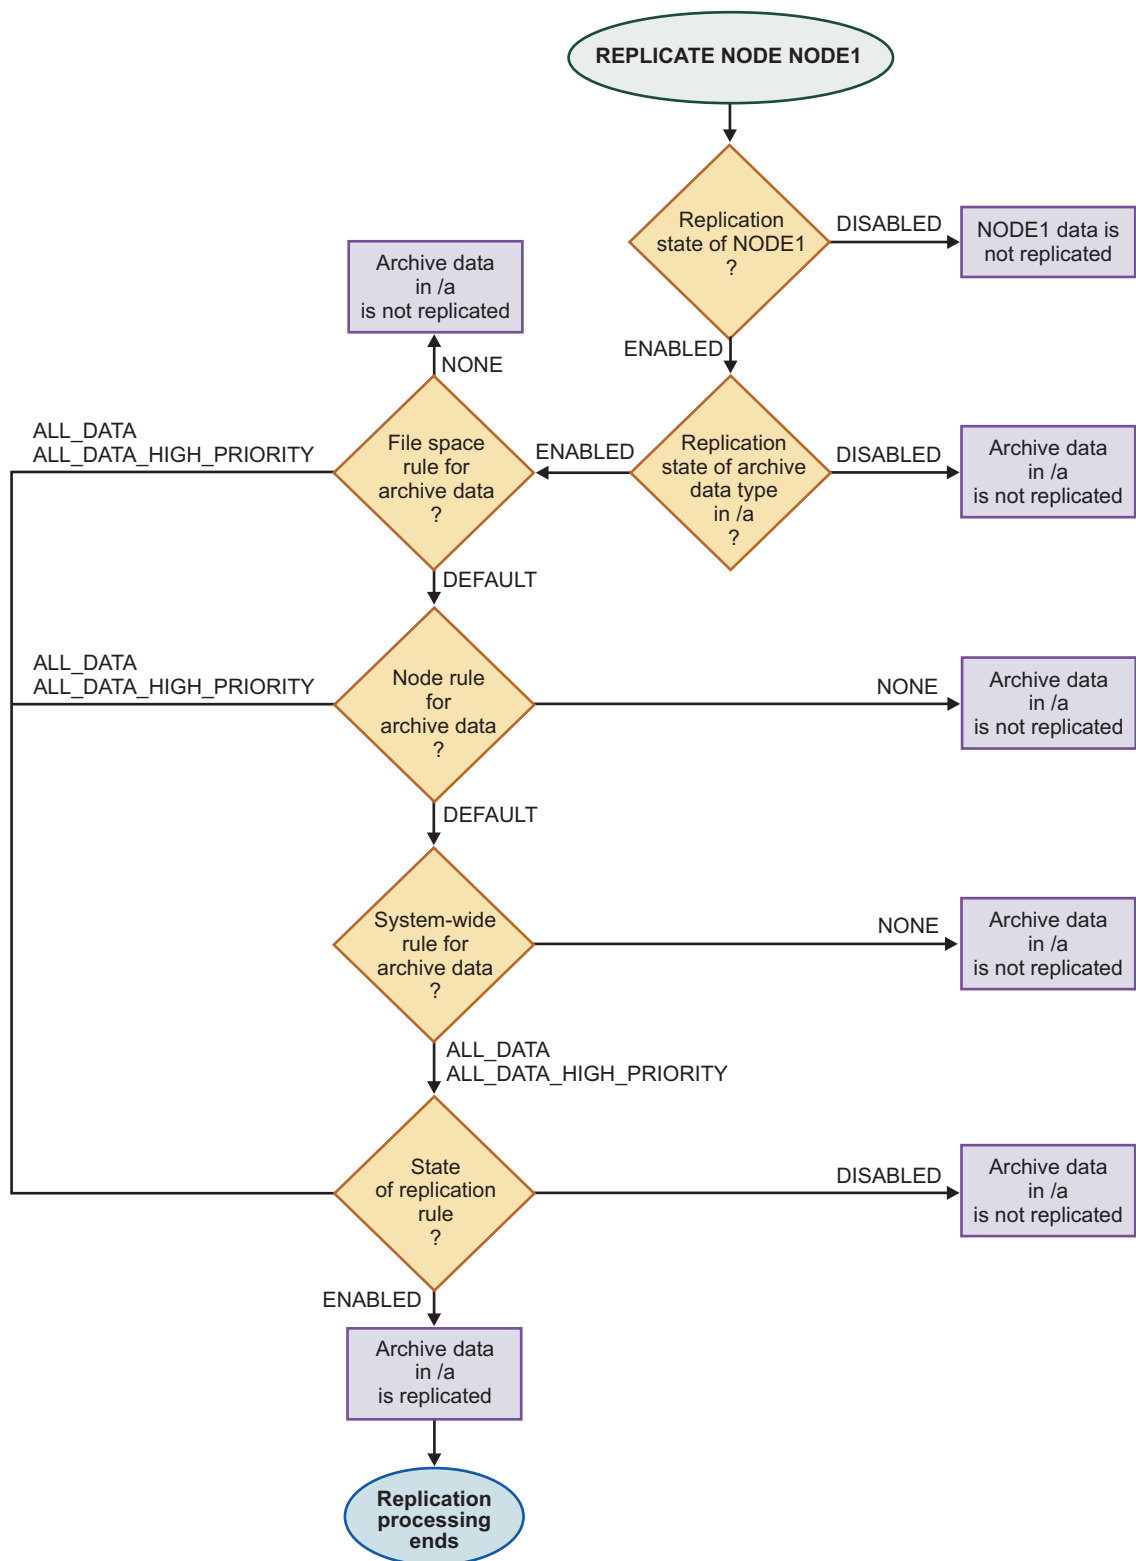 REPLICATE NODE NODE1
Replication
state of NODE1
?
DISABLED
NODE1 data is
not replicated
ENABLED
Replication
state of archive
data type
in /a
?
DISABLED
Archive data
in /a
is not replicated
ENABLED
File space
rule for
archive data
?
NONE
Archive data
in /a
is not replicated
ALL_DATA
ALL_DATA_HIGH_PRIORITY
DEFAULT
Node rule
for
archive data
?
ALL_DATA
ALL_DATA_HIGH_PRIORITY
NONE
Archive data
in /a
is not replicated
DEFAULT
System-wide
rule for
archive data
?
NONE
Archive data
in /a
is not replicated
ALL_DATA
ALL_DATA_HIGH_PRIORITY
State
of replication
rule
?
DISABLED
Archive data
in /a
is not replicated
ENABLED
Archive data
in /a
is replicated
Replication
processing
ends